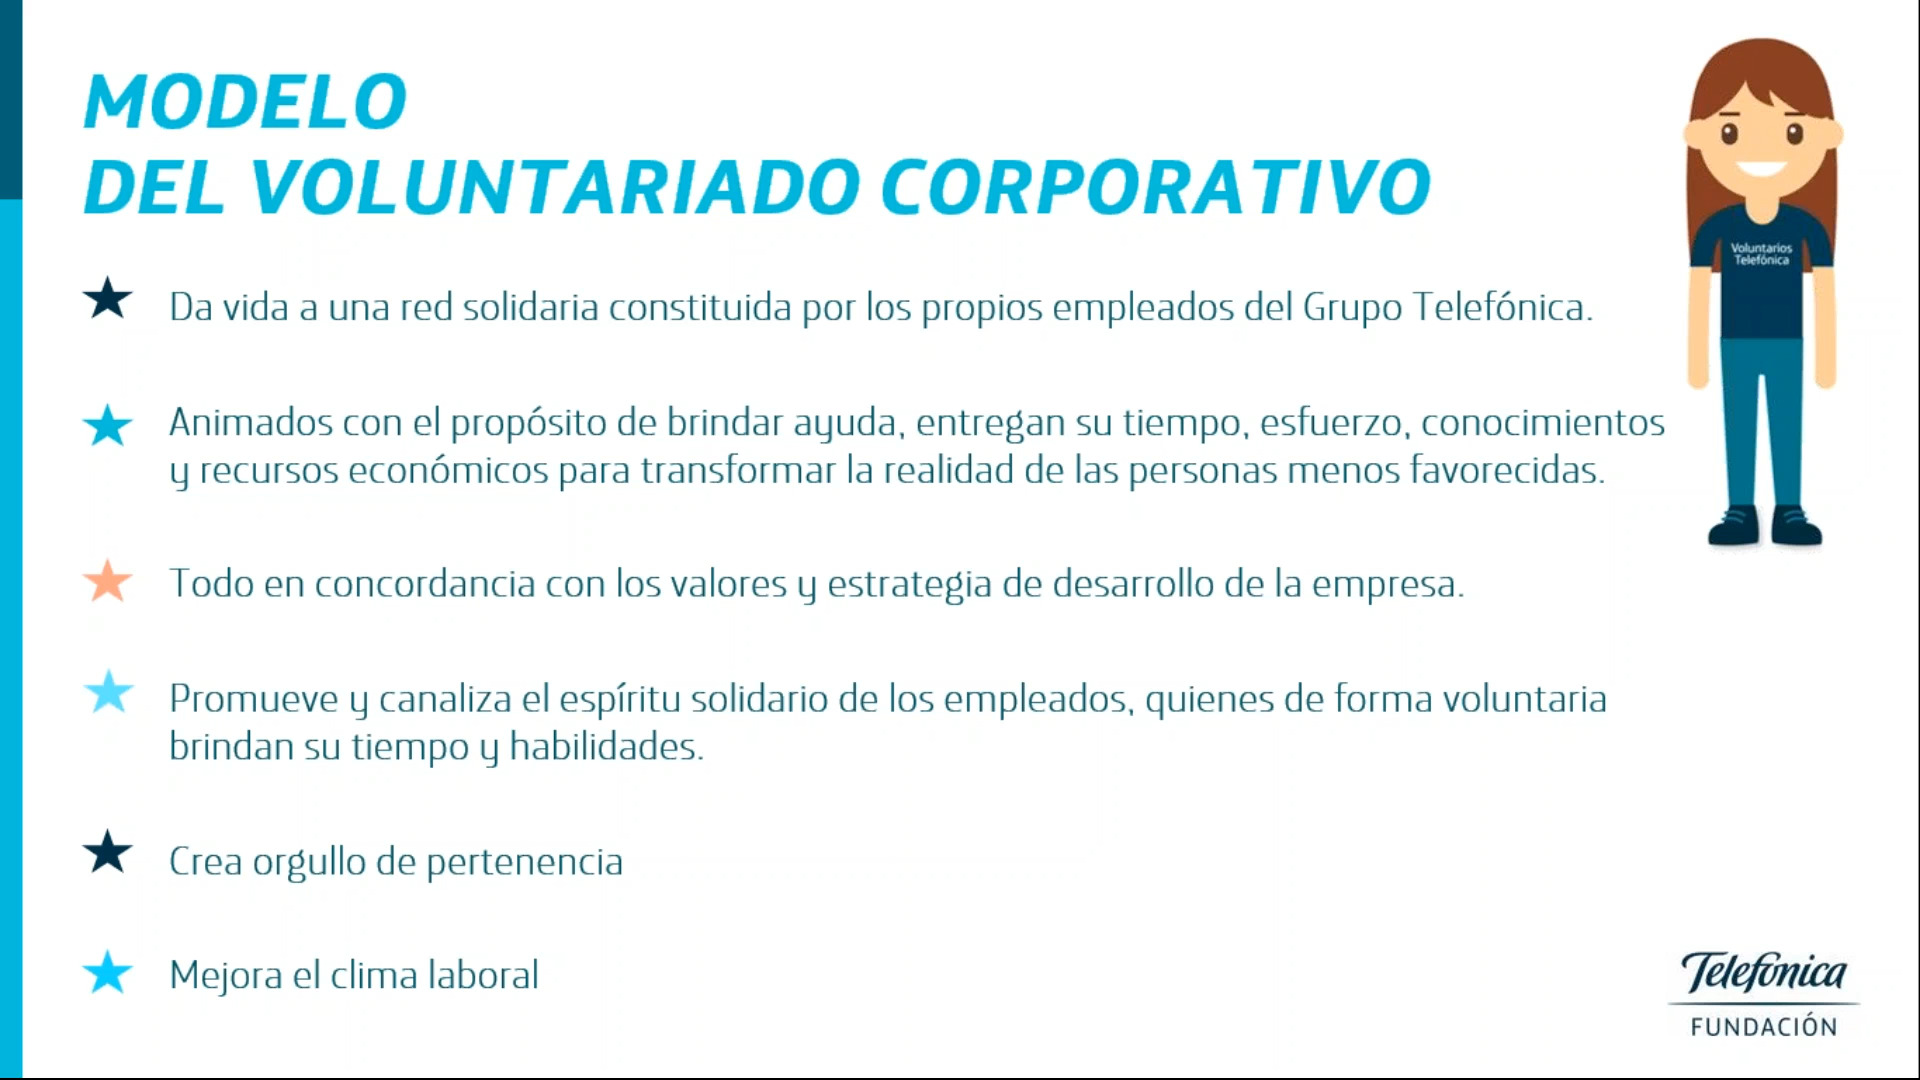 MODELO
DEL VOLUNTARIADO CORPORATIVO
Voluntarios
Telefónica
Da vida a una red solidaria constituida por los propios empleados del Grupo Telefónica.
Animados con el propósito de brindar ayuda, entregan su tiempo, esfuerzo, conocimientos
y recursos económicos para transformar la realidad de las personas menos favorecidas.
Todo en concordancia con los valores y estrategia de desarrollo de la empresa.
Promueve y canaliza el espíritu solidario de los empleados, quienes de forma voluntaria
brindan su tiempo y habilidades.
Crea orgullo de pertenencia
Mejora el clima laboral
Telefónica
FUNDACIÓN